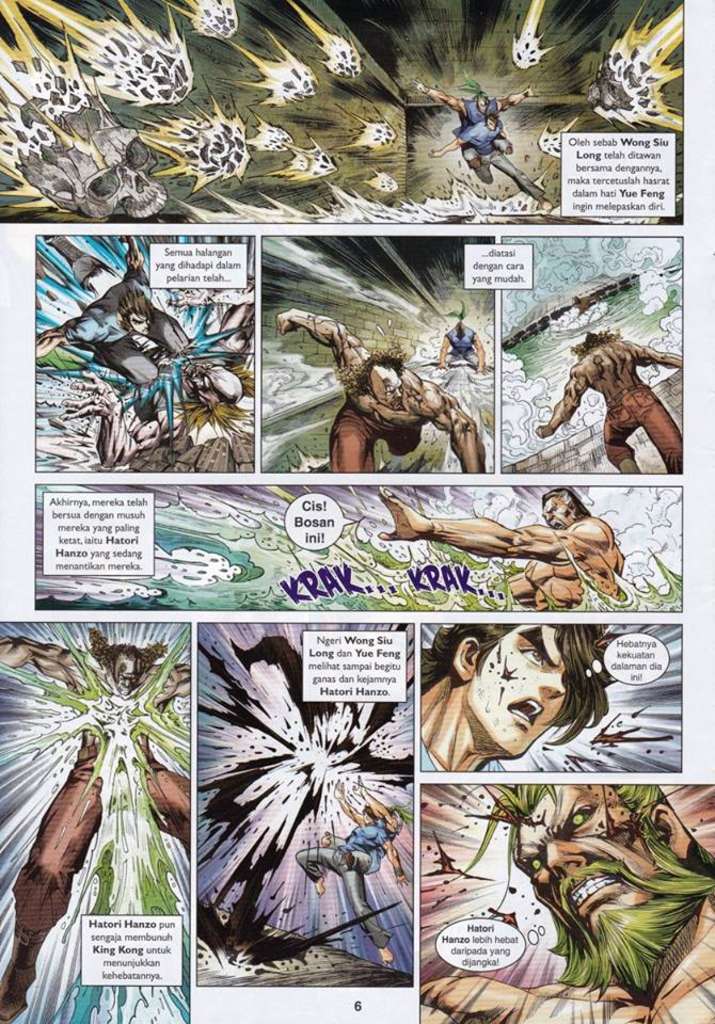 Oleh sebab Wong Siu
Long telah ditawan
bersama dengannya,
maka tercetuslah hasrat
dalam hati Yue Feng
ingin melepaskan diri.
Semua halangan
yang dihadapi dalam
pelarian telah...
...diatasi
dengan cara
yang mudah.
Akhirnya, mereka telah
bersua dengan musuh
mereka yang paling
ketat, iaitu Hatori
Hanzo yang sedang
menantikan mereka.
Cis!
Bosan
ini!
KRAK... KRAK...
Hatori Hanzo pun
sengaja membunuh
King Kong untuk
menunjukkan
kehebatannya.
Ngeri Wong Siu
Long dan Yue Feng
melihat sampai begitu
ganas dan kejamnya
Hatori Hanzo.
Hebatnya
kekuatan
dalaman dia
ini!
Hatori
Hanzo lebih hebat
daripada yang
dijangka!
6